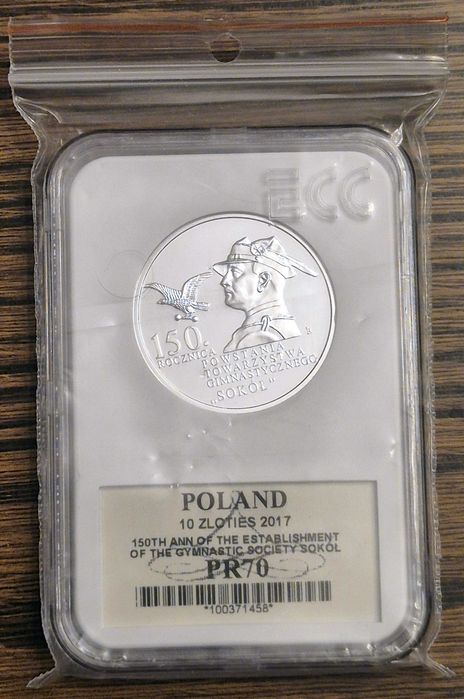 ECC
150.
ROCZNICA
POWSTANIA
TOWARZYSTWA
GIMNASTYCZNEGO
„SOKÓŁ”
POLAND
10 ZLOTIES 2017
150TH ANN OF THE ESTABLISHMENT
OF THE GYMNASTIC SOCIETY SOKÓŁ
PR70
*100371458*